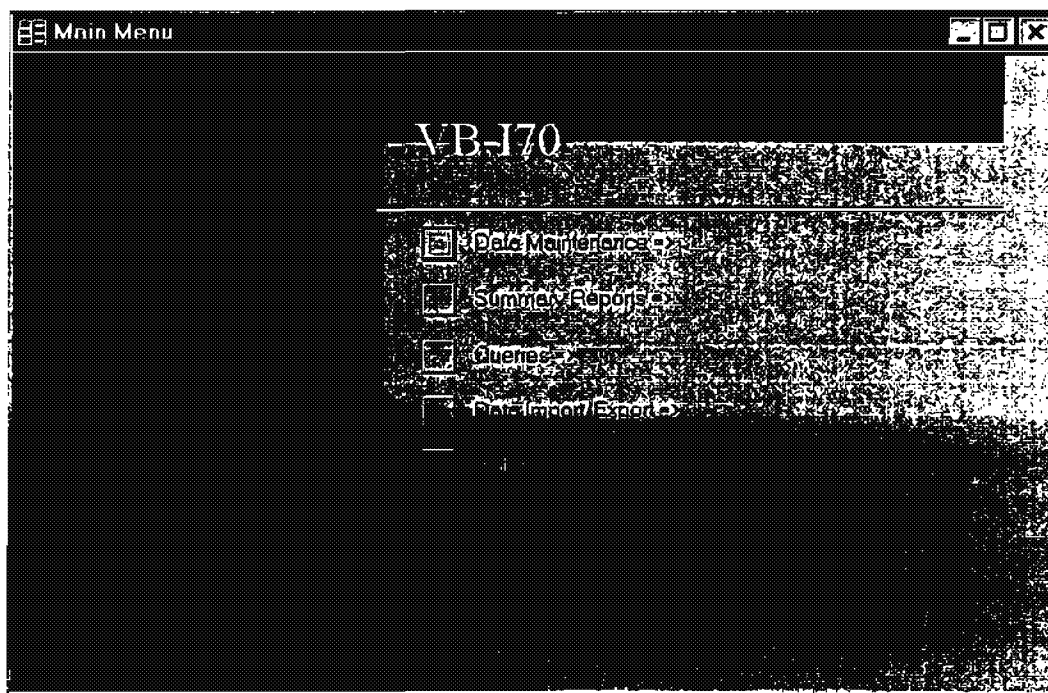 Main Menu
VB-I70
Data Maintenance =>
Summary Reports =>
Queries =>
Data Import/Export =>